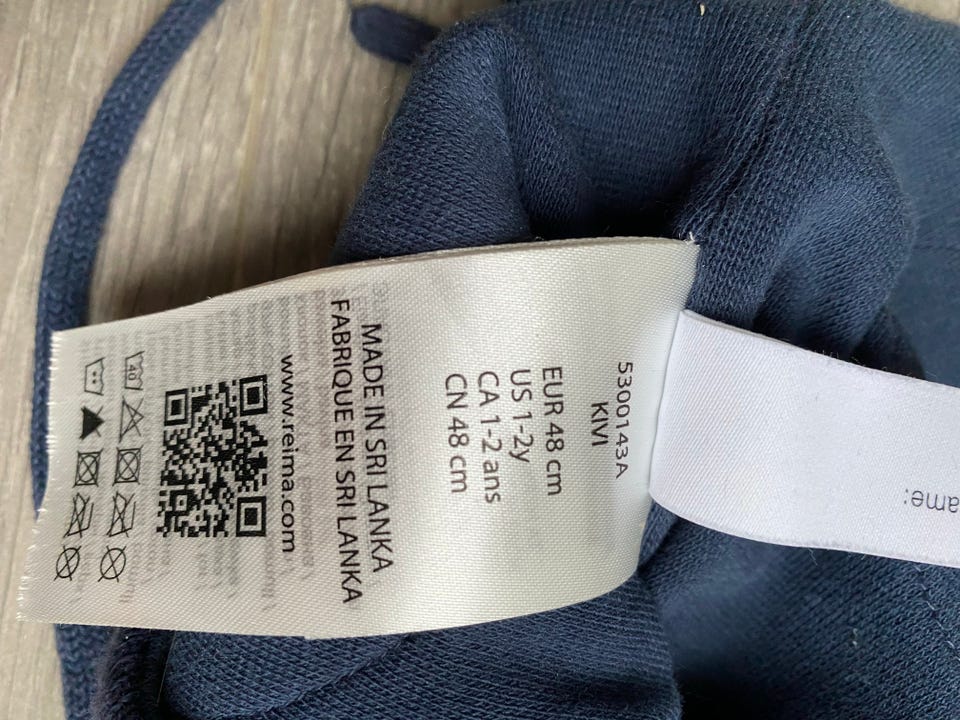 5300143A
KIVI
EUR 48 cm
US 1-2y
CA 1-2 ans
CN 48 cm
MADE IN SRI LANKA
FABRIQUE EN SRI LANKA
www.reima.com
40
ame: